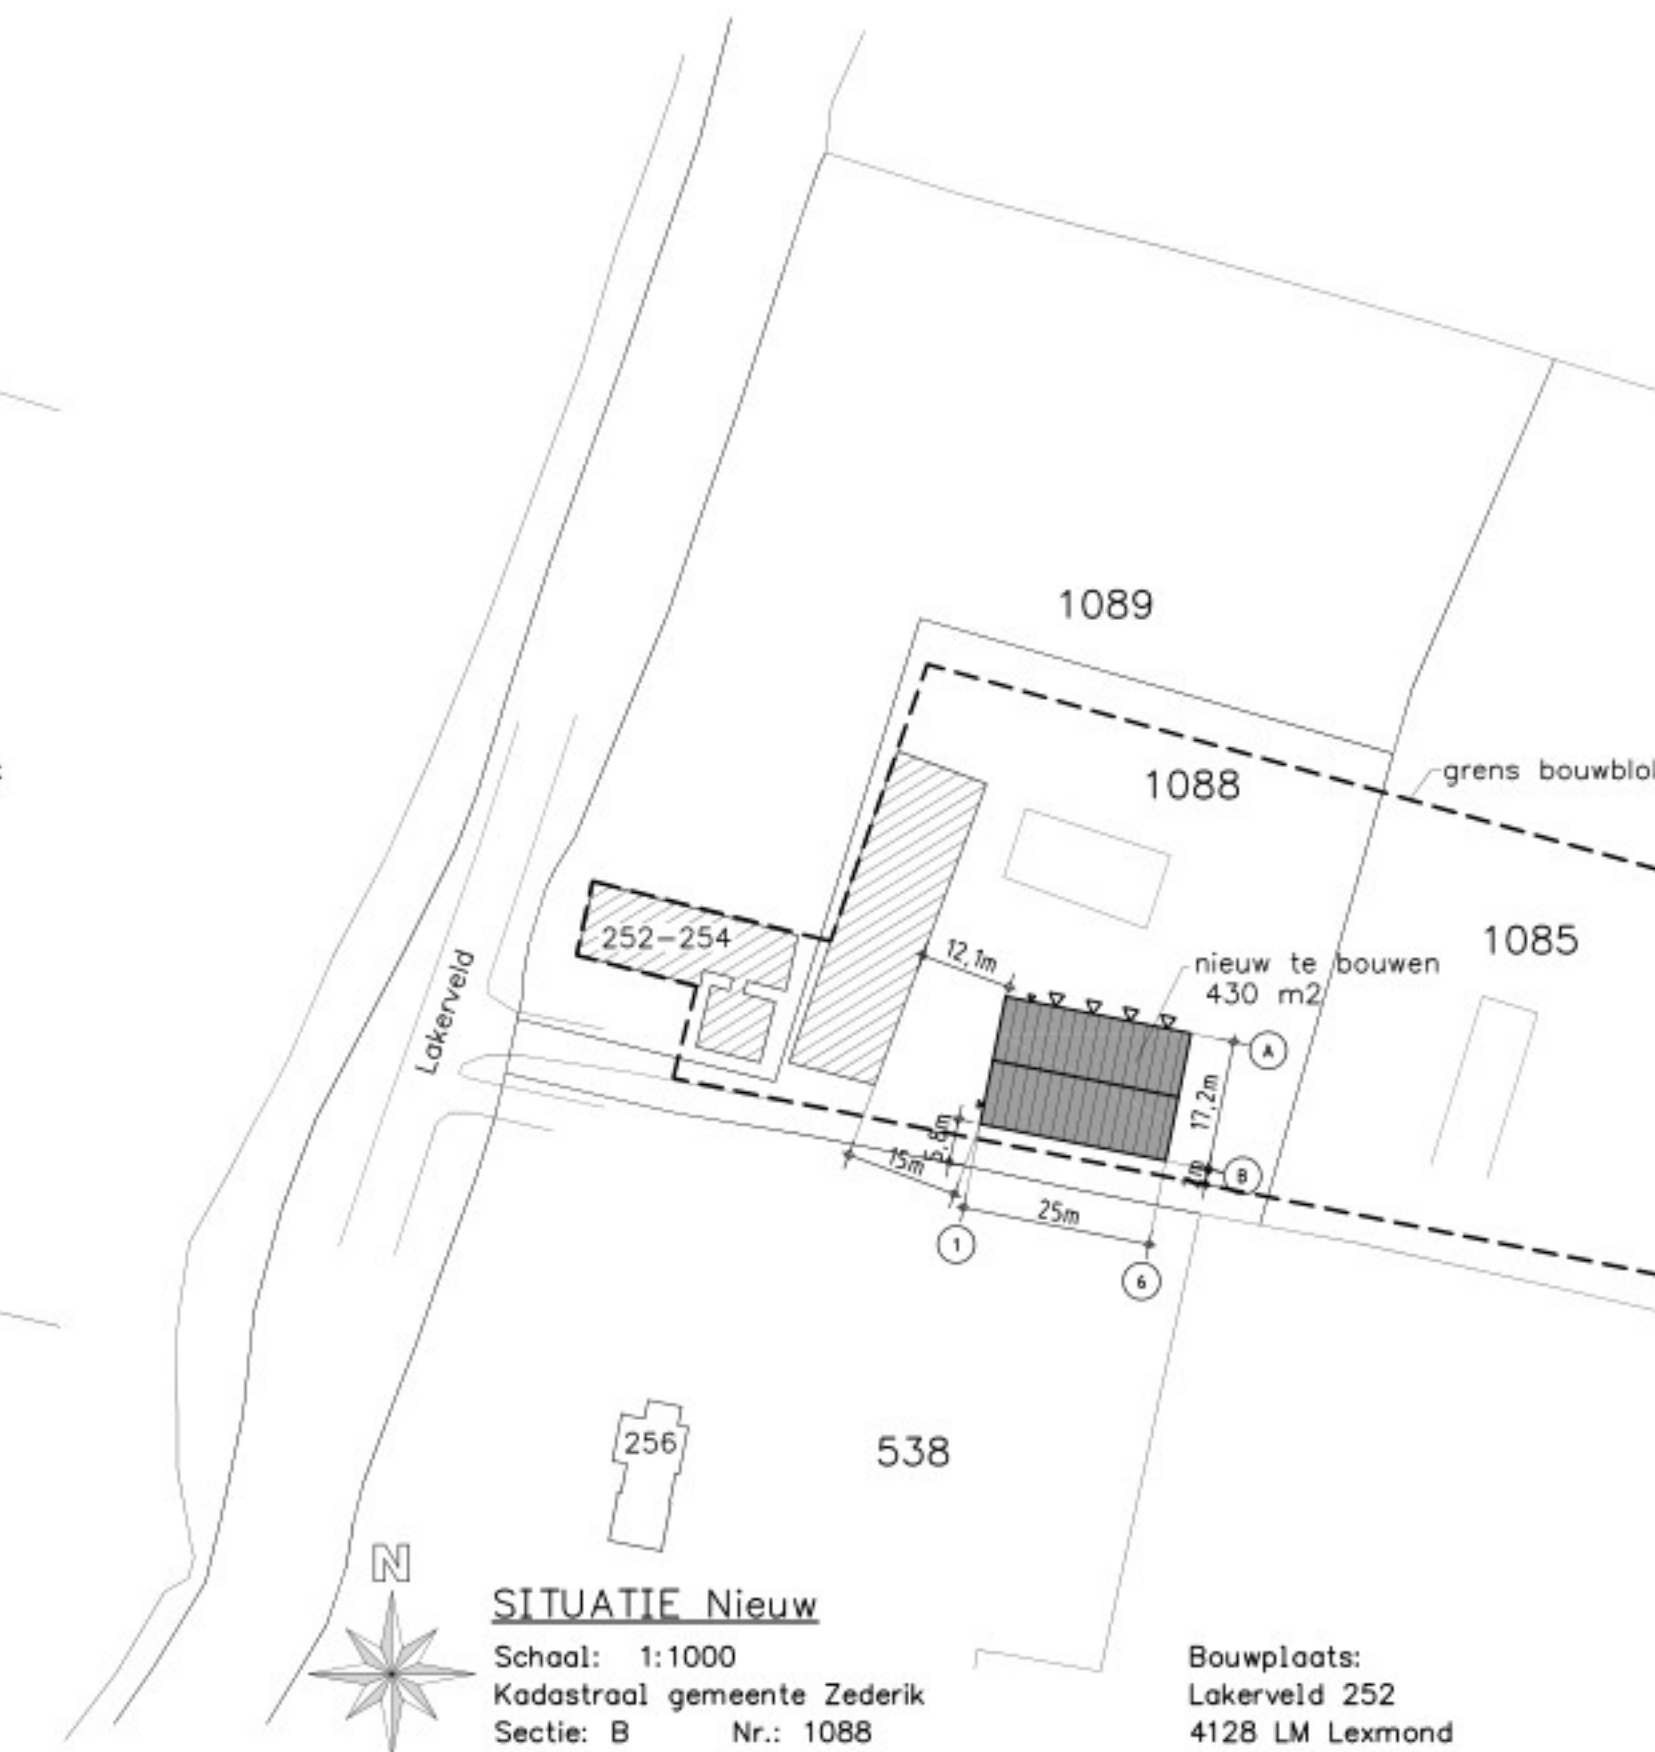 1089
1088
grens bouwblok
252-254
1085
12,1m
nieuw te bouwen
430 m2
Lakerveld
A
17,2m
5,8m
15m
B
25m
1
6
256
538
N
SITUATIE Nieuw
Schaal: 1:1000
Kadastraal gemeente Zederik
Sectie: B Nr.: 1088
Bouwplaats:
Lakerveld 252
4128 LM Lexmond